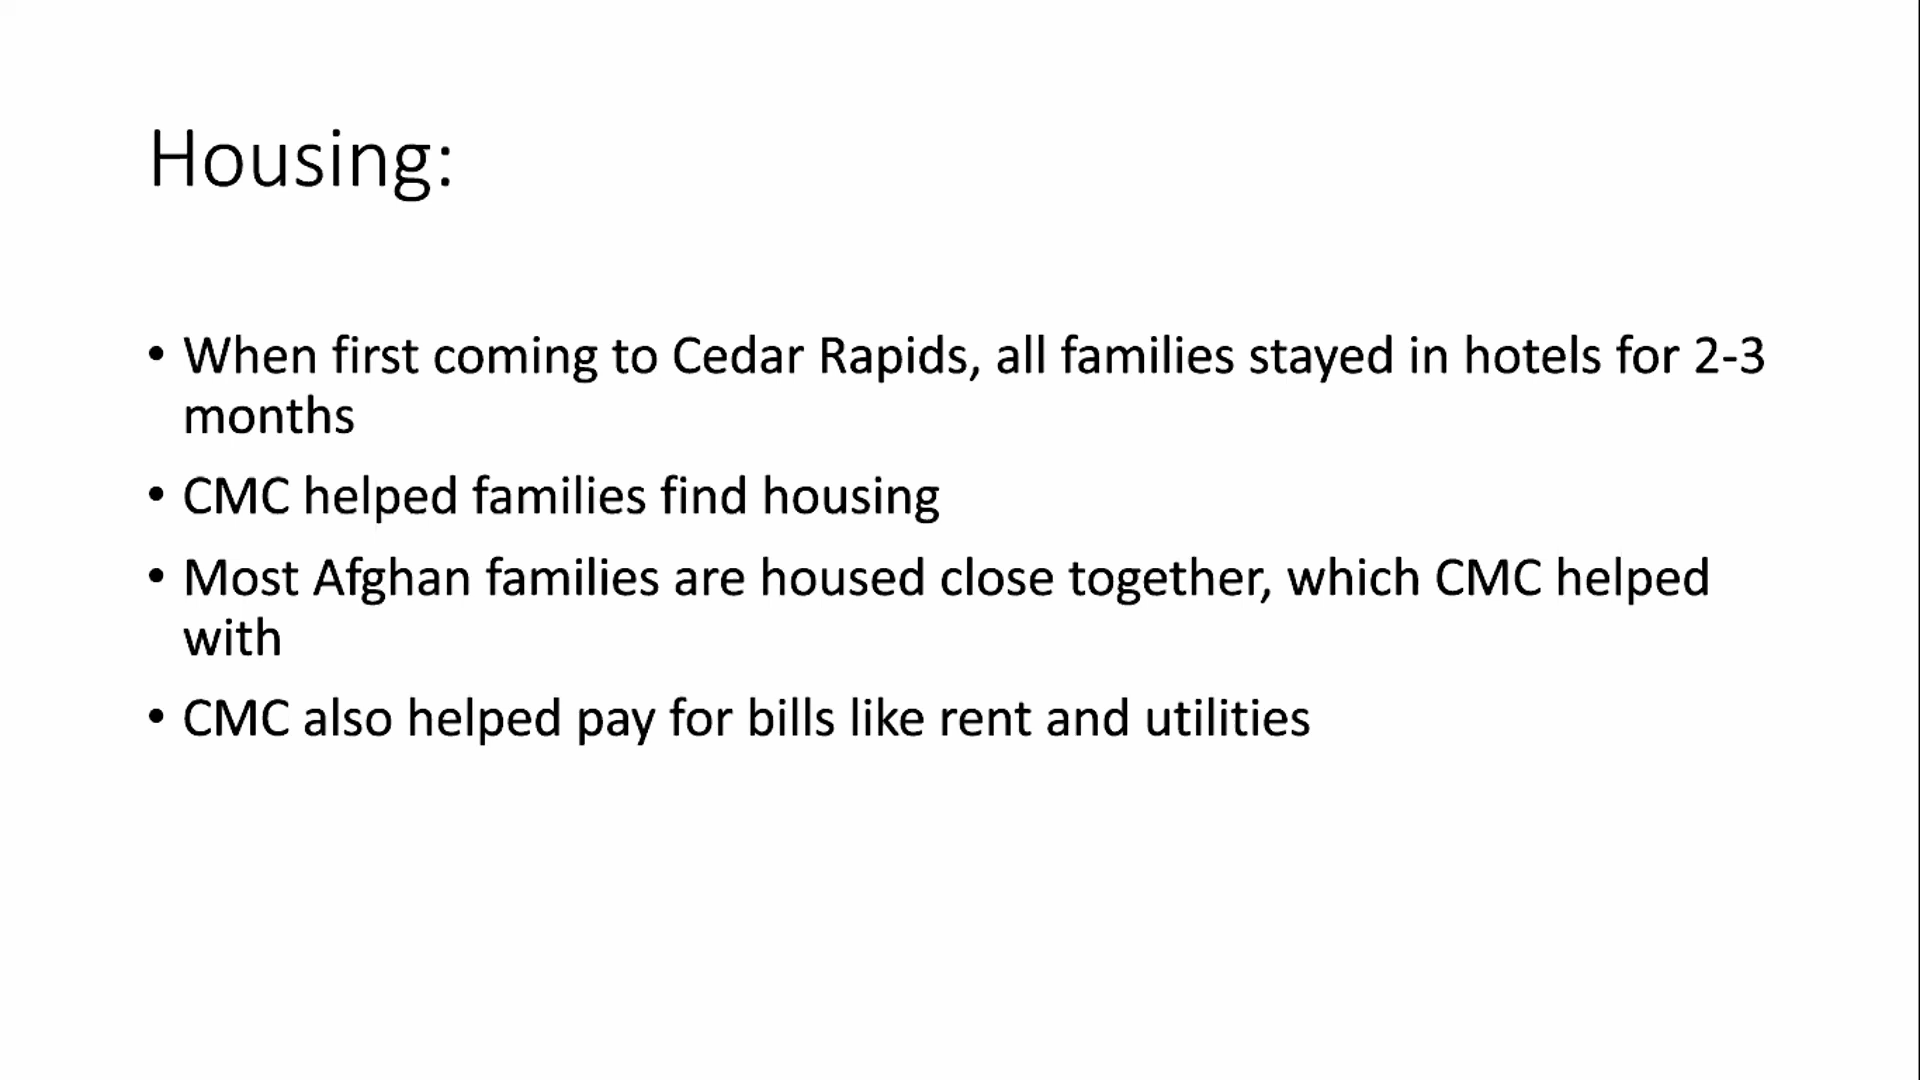 Housing:
• When first coming to Cedar Rapids, all families stayed in hotels for 2-3
months
• CMC helped families find housing
• Most Afghan families are housed close together, which CMC helped
with
• CMC also helped pay for bills like rent and utilities